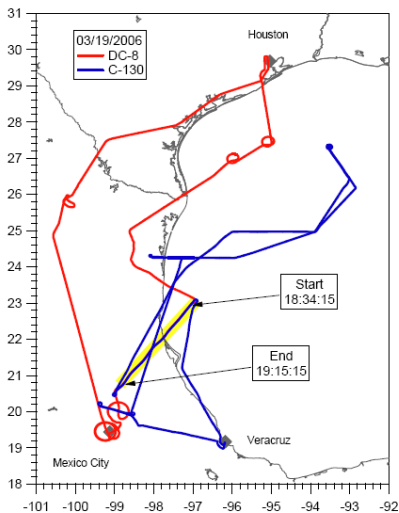 31
30
29
28
27
26
25
24
23
22
21
20
19
18
03/19/2006
DC-8
C-130
Houston
Start
18:34:15
End
19:15:15
Veracruz
Mexico City
-101 -100 -99 -98 -97 -96 -95 -94 -93 -92